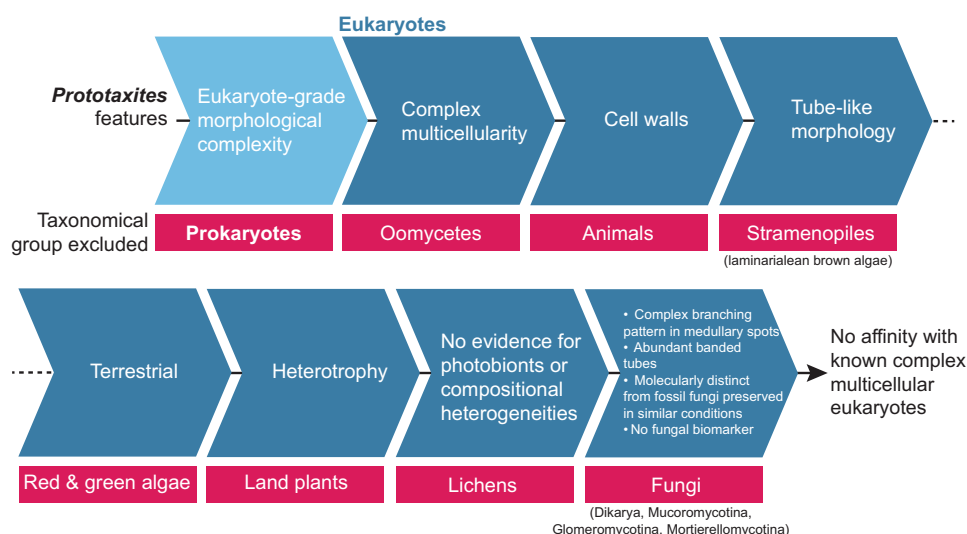 Eukaryotes
Prototaxites
features
Eukaryote-grade
morphological
complexity
Complex
multicellularity
Cell walls
Tube-like
morphology
Taxonomical
group excluded
Prokaryotes
Oomycetes
Animals
Stramenopiles
(laminarialean brown algae)
Terrestrial
Heterotrophy
No evidence for
photobionts or
compositional
heterogeneities
• Complex branching
pattern in medullary spots
• Abundant banded
tubes
• Molecularly distinct
from fossil fungi preserved
in similar conditions
• No fungal biomarker
No affinity with
known complex
multicellular
eukaryotes
Red & green algae
Land plants
Lichens
Fungi
(Dikarya, Mucoromycotina,
Glomeromycotina, Mortierellomycotina)